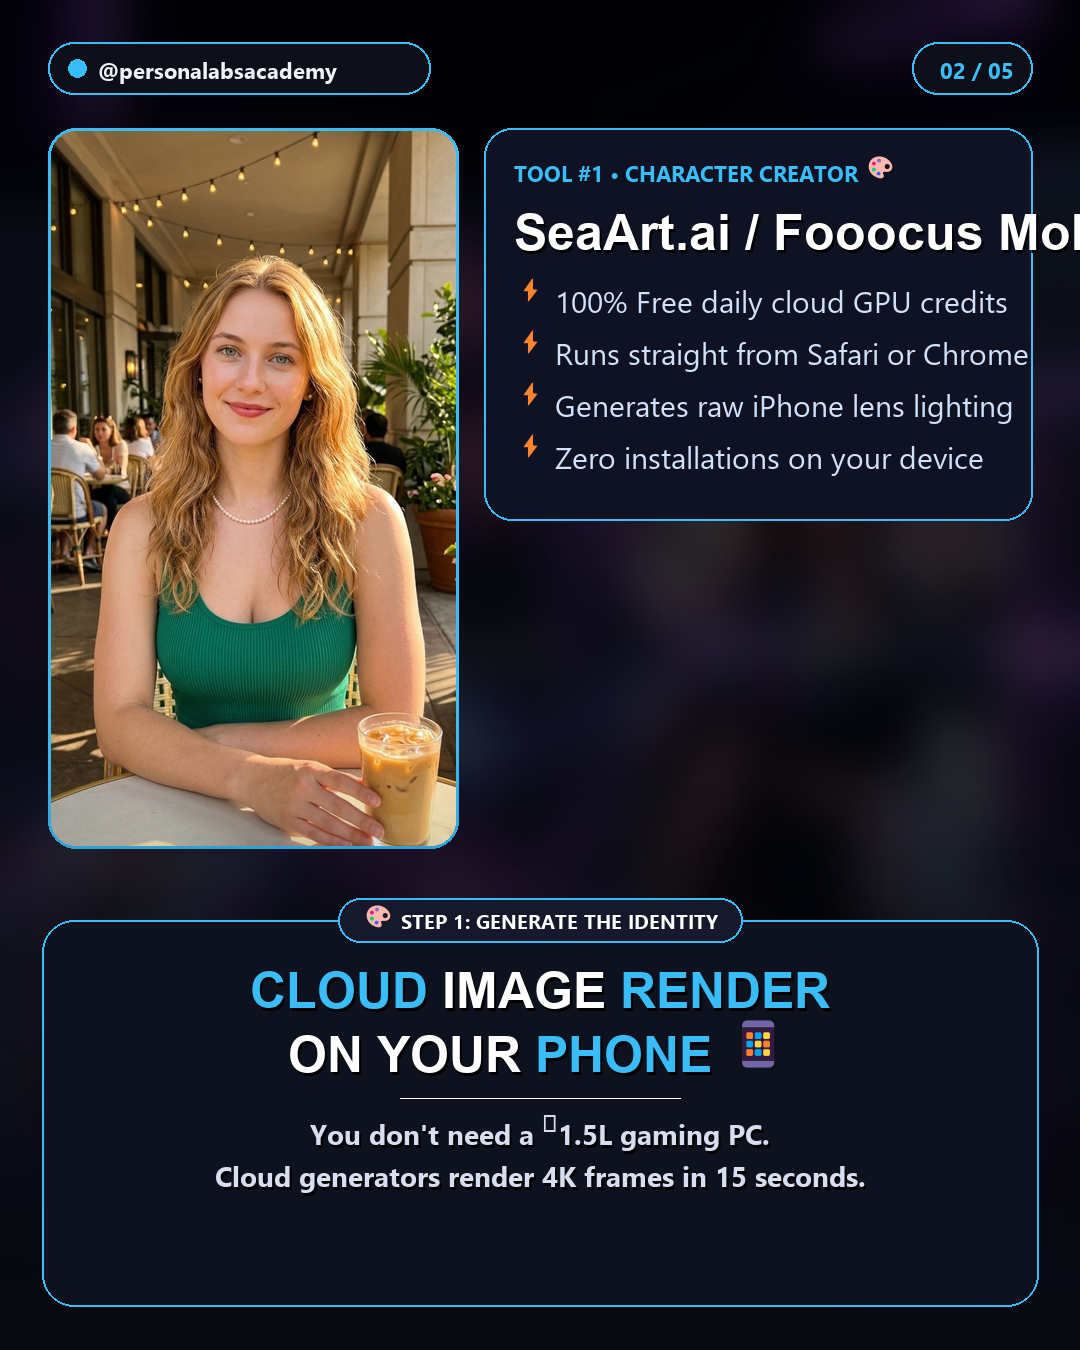 @personalabsacademy
02 / 05
TOOL #1 • CHARACTER CREATOR
SeaArt.ai / Fooocus
100% Free daily cloud GPU credits
Runs straight from Safari or Chrome
Generates raw iPhone lens lighting
Zero installations on your device
STEP 1: GENERATE THE IDENTITY
CLOUD IMAGE RENDER
ON YOUR PHONE
You don't need a 1.5L gaming PC.
Cloud generators render 4K frames in 15 seconds.